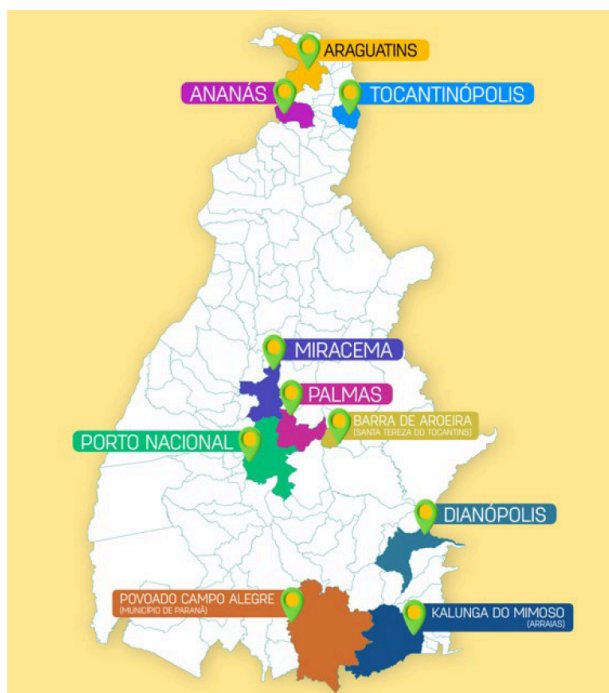 ARAGUATINS
ANANÁS
TOCANTINÓPOLIS
MIRACEMA
PALMAS
BARRA DE AROEIRA
(SANTA TEREZA DO TOCANTINS)
PORTO NACIONAL
DIANÓPOLIS
POVOADO CAMPO ALEGRE
(MUNICÍPIO DE PARANÃ)
KALUNGA DO MIMOSO
(ARRAIAS)